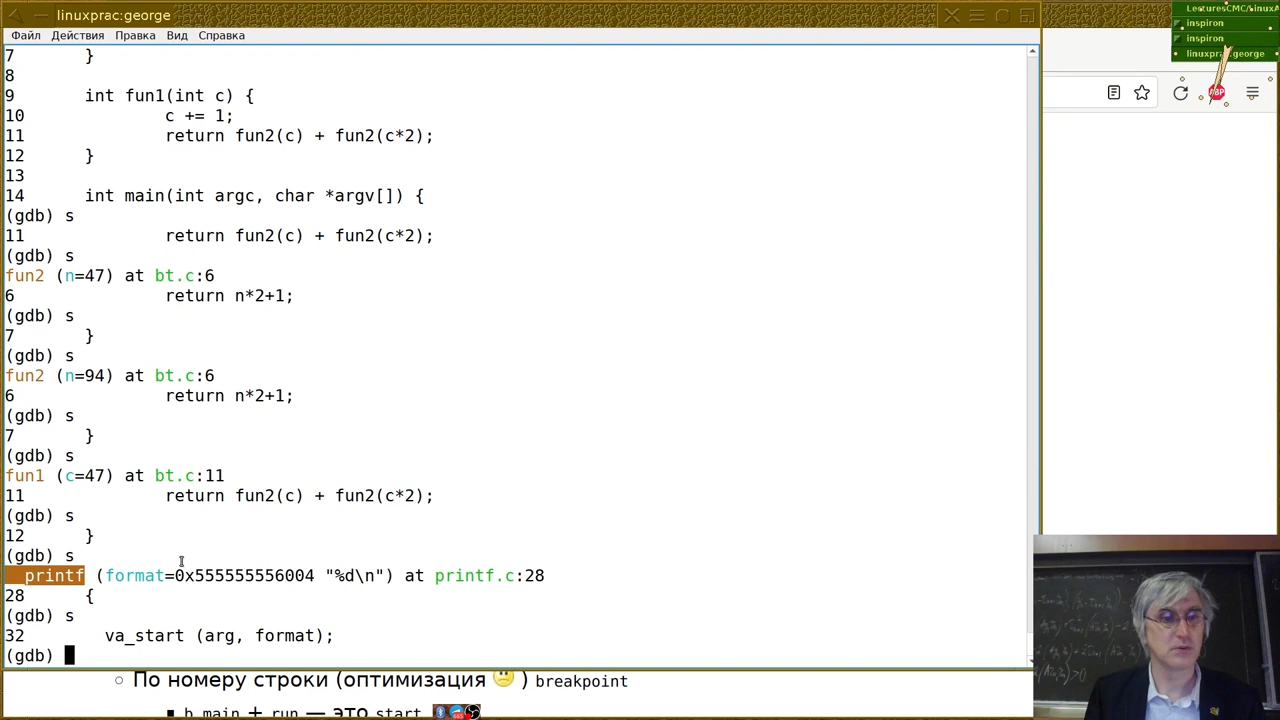 linuxprac:george
Файл Действия Правка Вид Справка
7 }
8
9 int fun1(int c) {
10 c += 1;
11 return fun2(c) + fun2(c*2);
12 }
13
14 int main(int argc, char *argv[]) {
(gdb) s
11 return fun2(c) + fun2(c*2);
(gdb) s
fun2 (n=47) at bt.c:6
6 return n*2+1;
(gdb) s
7 }
(gdb) s
fun2 (n=94) at bt.c:6
6 return n*2+1;
(gdb) s
7 }
(gdb) s
fun1 (c=47) at bt.c:11
11 return fun2(c) + fun2(c*2);
(gdb) s
12 }
(gdb) s
__printf (format=0x555555556004 "%d\n") at printf.c:28
28 {
(gdb) s
32 va_start (arg, format);
(gdb)
По номеру строки (оптимизация ) breakpoint
b main + run — это start
inspiron
inspiron
linuxprac:george
ABP